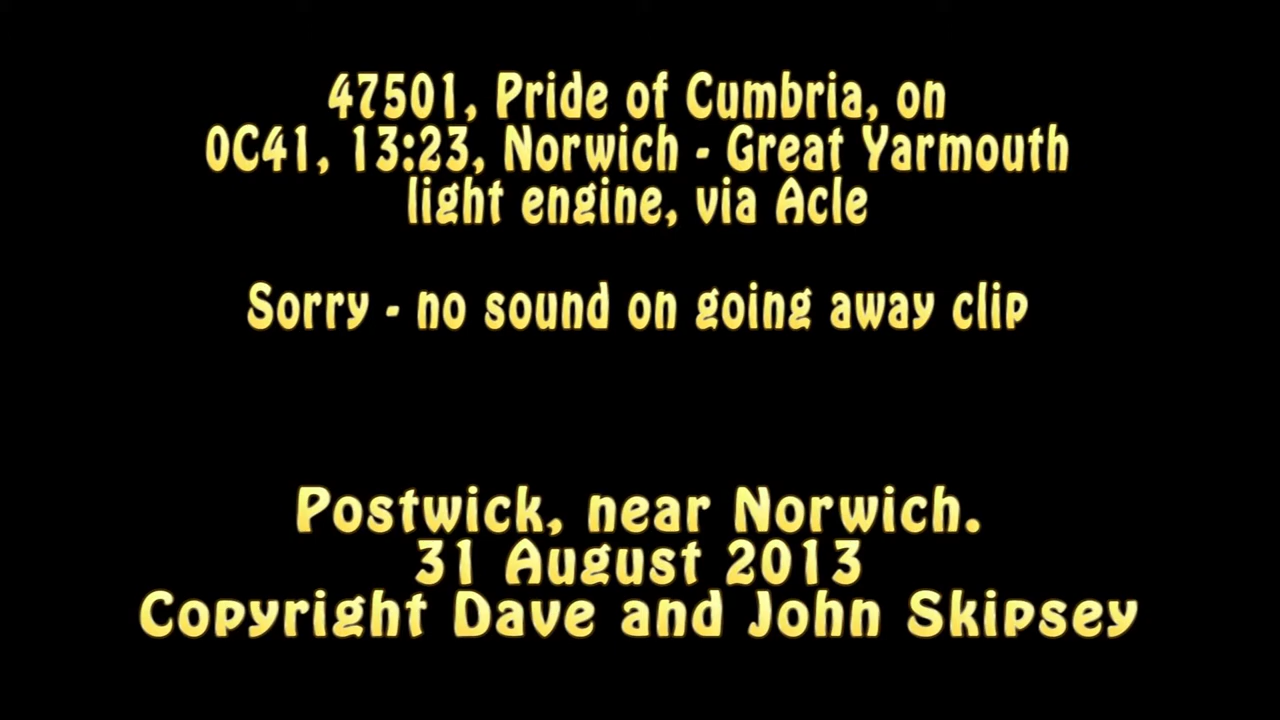 47501, Pride of Cumbria, on
0C41, 13:23, Norwich - Great Yarmouth
light engine, via Acle
Sorry - no sound on going away clip
Postwick, near Norwich.
31 August 2013
Copyright Dave and John Skipsey